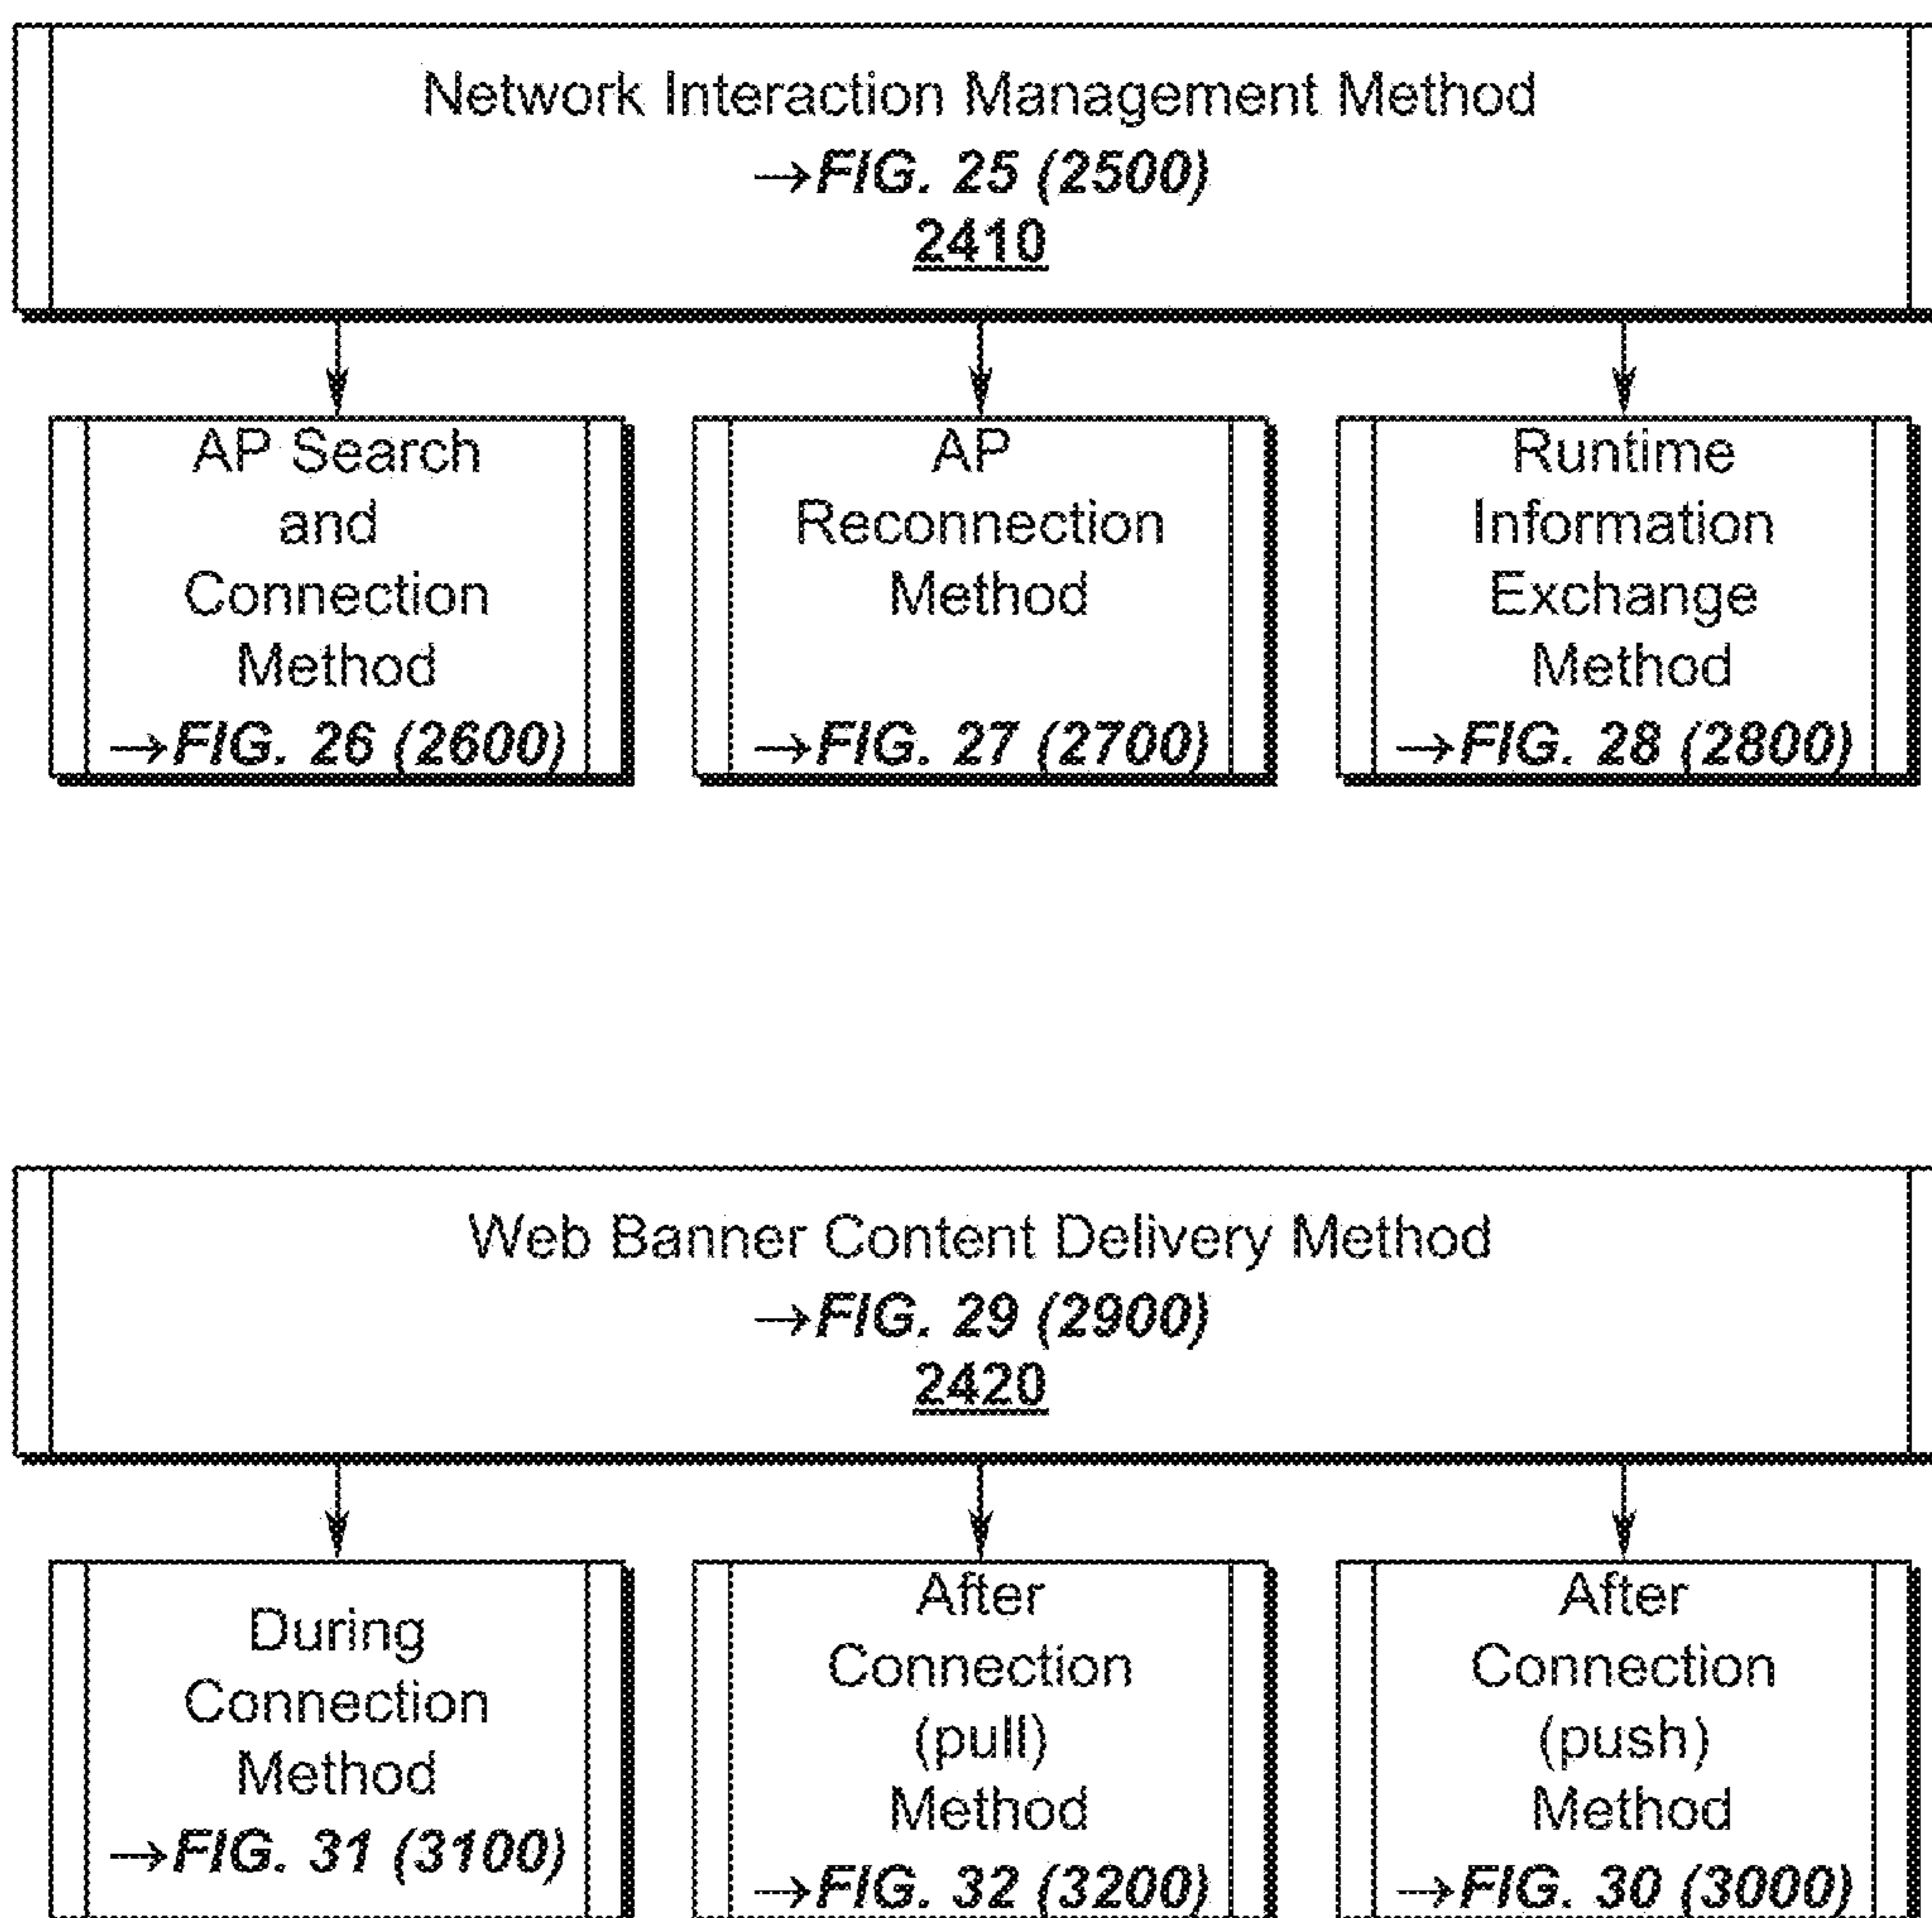 Network Interaction Management Method
→FIG. 25 (2500)
2410
AP Search
and
Connection
Method
→FIG. 26 (2600)
AP
Reconnection
Method
→FIG. 27 (2700)
Runtime
Information
Exchange
Method
→FIG. 28 (2800)
Web Banner Content Delivery Method
→FIG. 29 (2900)
2420
During
Connection
Method
→FIG. 31 (3100)
After
Connection
(pull)
Method
→FIG. 32 (3200)
After
Connection
(push)
Method
→FIG. 30 (3000)